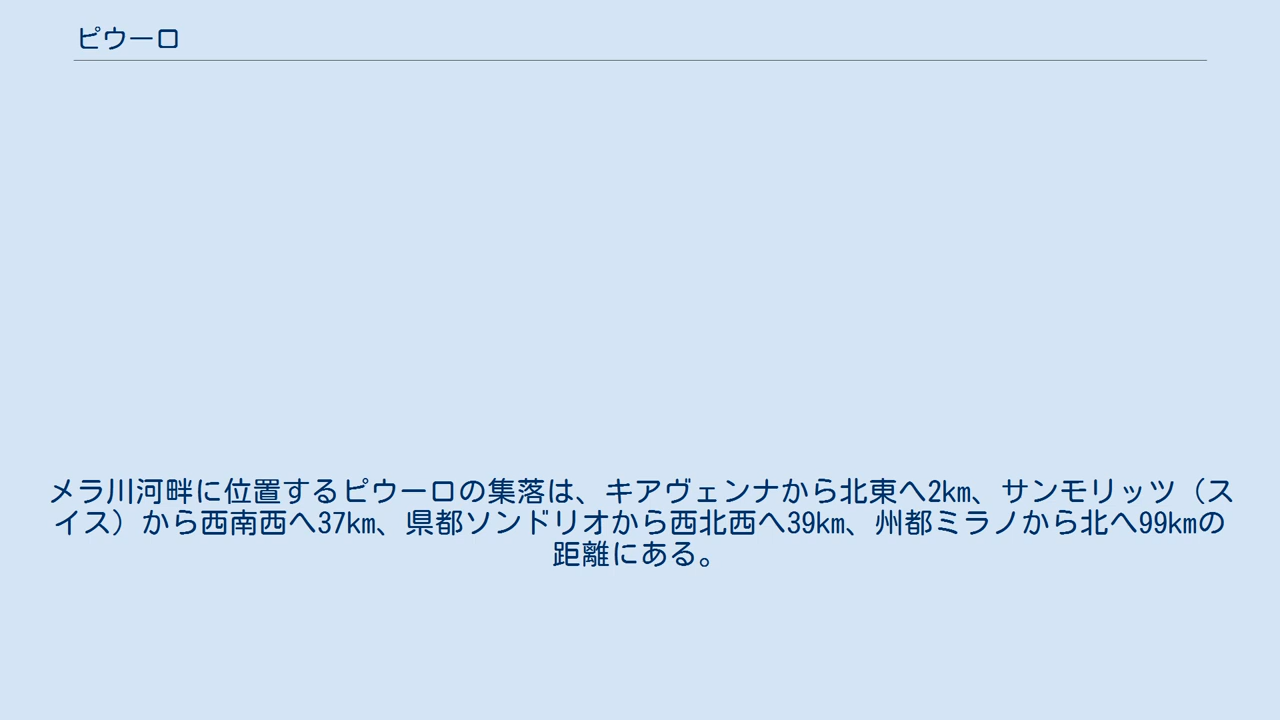 ピウーロ
メラ川河畔に位置するピウーロの集落は、キアヴェンナから北東へ2km、サンモリッツ（ス
イス）から西南西へ37km、県都ソンドリオから西北西へ39km、州都ミラノから北へ99kmの
距離にある。